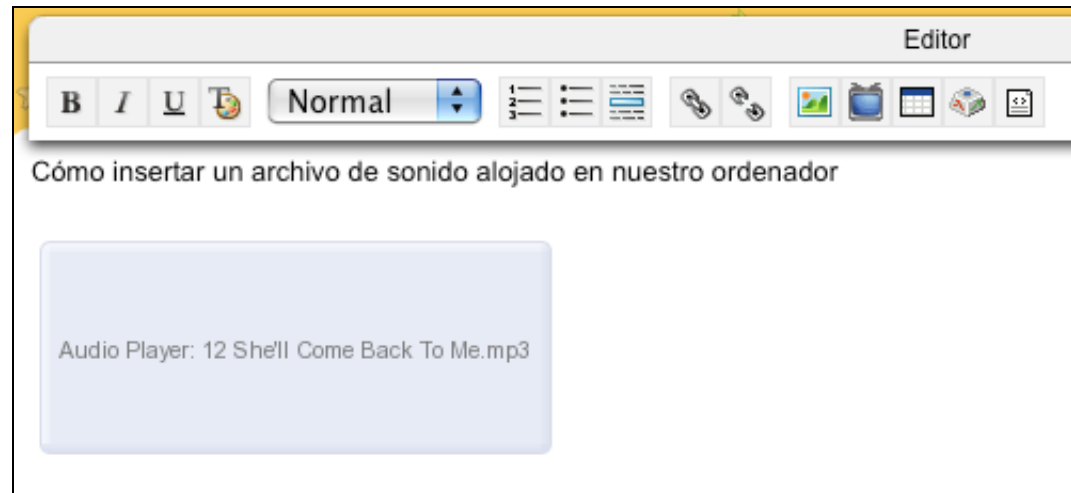 Editor
B I U T Normal
Cómo insertar un archivo de sonido alojado en nuestro ordenador
Audio Player: 12 She'll Come Back To Me.mp3